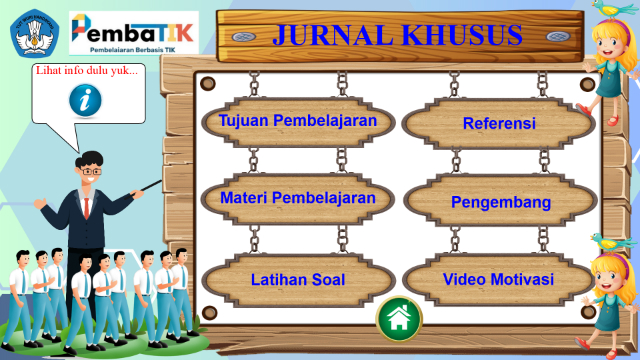 PembaTIK
Pembelajaran Berbasis TIK
JURNAL KHUSUS
Lihat info dulu yuk...
i
Tujuan Pembelajaran
Referensi
Materi Pembelajaran
Pengembang
Latihan Soal
Video Motivasi